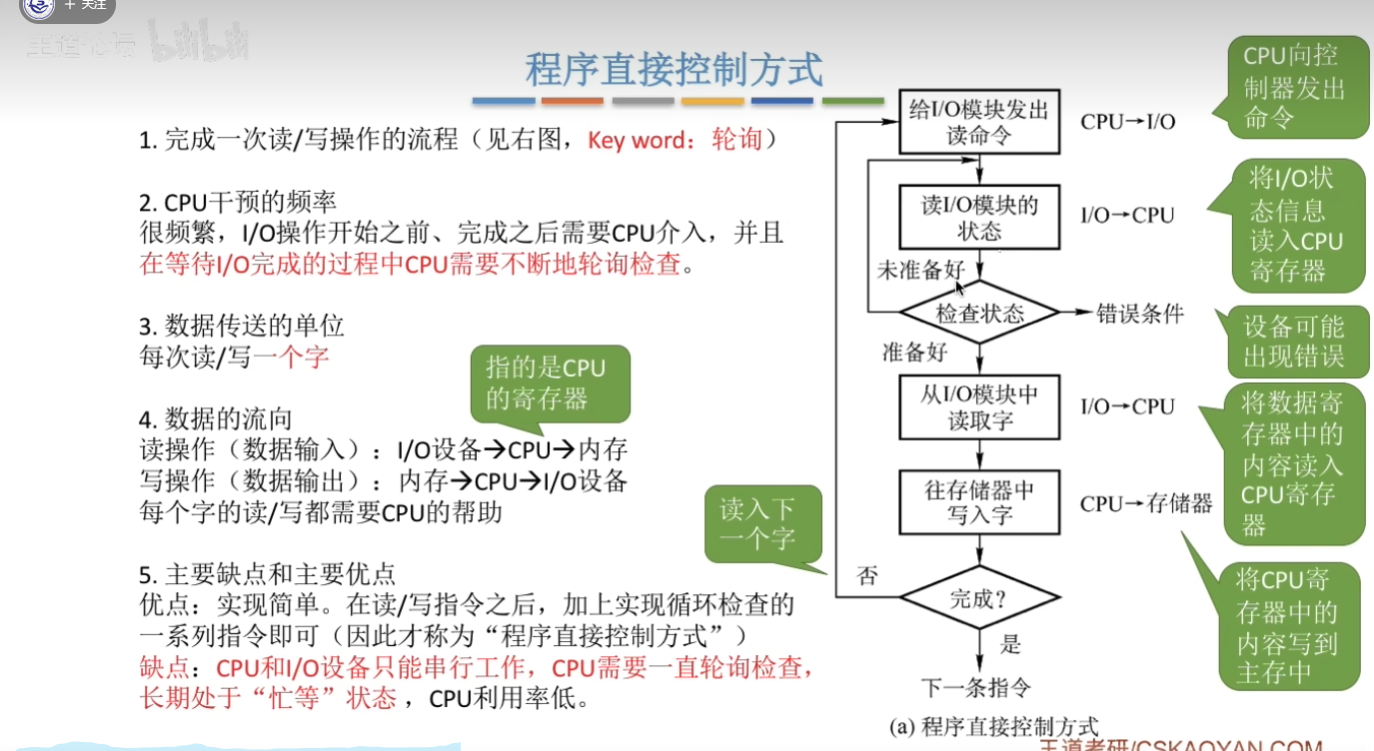 + 关注
王道论坛 bilibili
程序直接控制方式
1. 完成一次读/写操作的流程（见右图，Key word：轮询）
2. CPU干预的频率
很频繁，I/O操作开始之前、完成之后需要CPU介入，并且
在等待I/O完成的过程中CPU需要不断地轮询检查。
3. 数据传送的单位
每次读/写一个字
指的是CPU
的寄存器
4. 数据的流向
读操作（数据输入）：I/O设备→CPU→内存
写操作（数据输出）：内存→CPU→I/O设备
每个字的读/写都需要CPU的帮助
5. 主要缺点和主要优点
优点：实现简单。在读/写指令之后，加上实现循环检查的
一系列指令即可（因此才称为“程序直接控制方式”）
缺点：CPU和I/O设备只能串行工作，CPU需要一直轮询检查，
长期处于“忙等”状态，CPU利用率低。
给I/O模块发出
读命令
CPU→I/O
CPU向控
制器发出
命令
读I/O模块的
状态
I/O→CPU
将I/O状
态信息
读入CPU
寄存器
未准备好
检查状态
错误条件
设备可能
出现错误
准备好
从I/O模块中
读取字
I/O→CPU
将数据寄
存器中的
内容读入
CPU寄存
器
往存储器中
写入字
CPU→存储器
将CPU寄
存器中的
内容写到
主存中
读入下
一个字
否
完成?
是
下一条指令
(a) 程序直接控制方式
王道考研/CSKAOYAN.COM